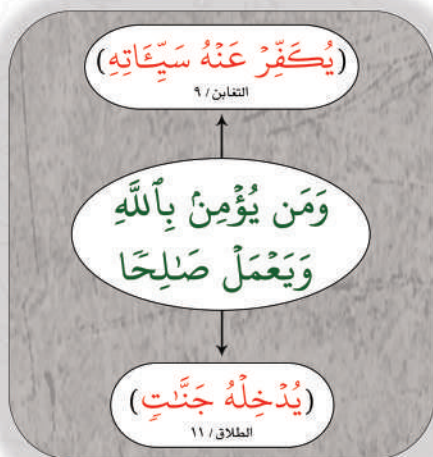 (يُكَفِّرۡ عَنۡهُ سَيِّـَٔاتِهِ)
التغابن / ٩
وَمَن يُؤۡمِنۢ بِٱللَّهِ
وَيَعۡمَلۡ صَٰلِحٗا
(يُدۡخِلۡهُ جَنَّٰتٖ)
الطلاق / ١١